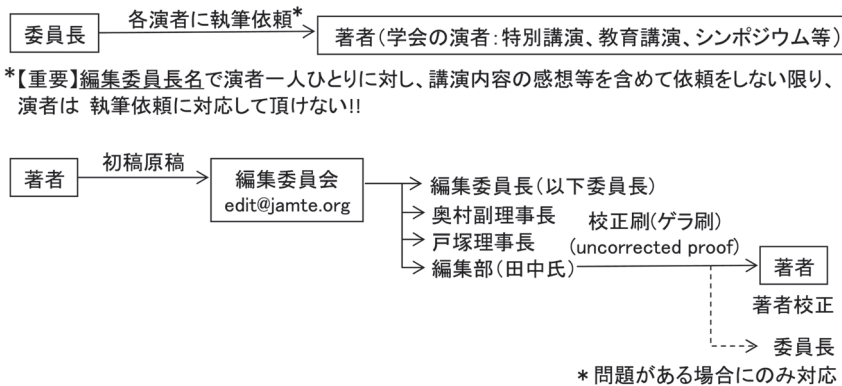 委員長
各演者に執筆依頼*
著者(学会の演者:特別講演、教育講演、シンポジウム等)
*【重要】編集委員長名で演者一人ひとりに対し、講演内容の感想等を含めて依頼をしない限り、
演者は 執筆依頼に対応して頂けない!!
著者
初稿原稿
編集委員会
edit@jamte.org
編集委員長(以下委員長)
奥村副理事長
戸塚理事長
編集部(田中氏)
校正刷(ゲラ刷)
(uncorrected proof)
著者
著者校正
委員長
*問題がある場合にのみ対応